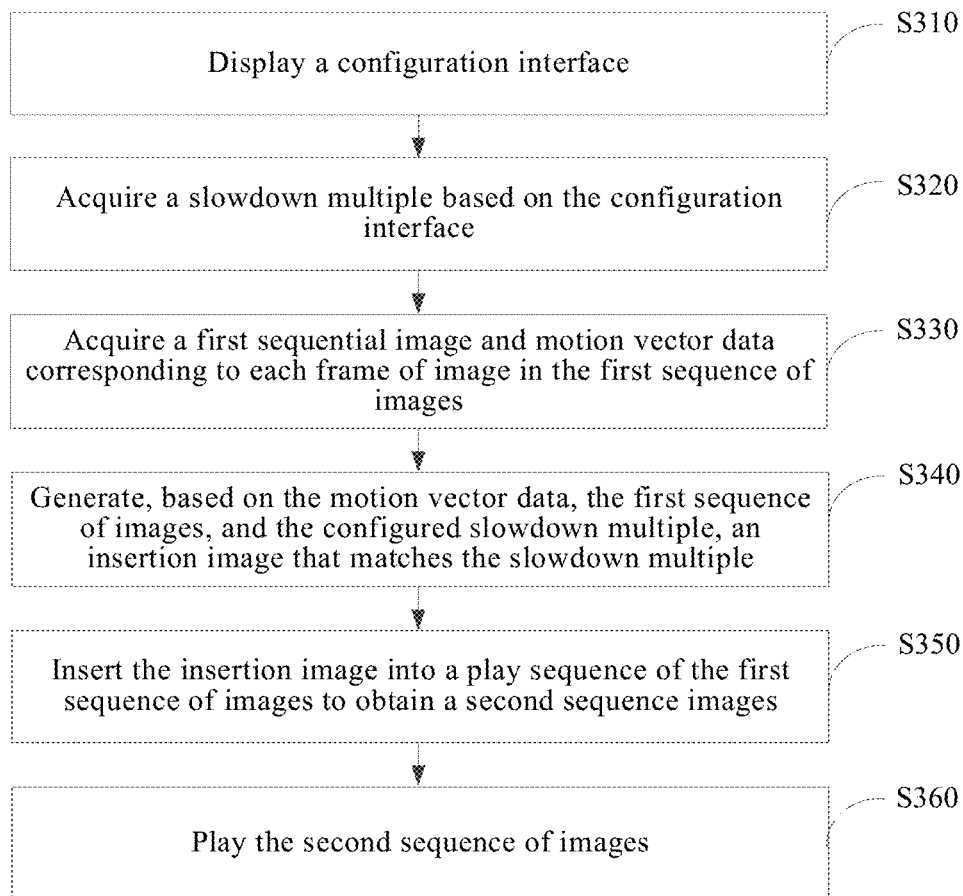 S310
Display a configuration interface
S320
Acquire a slowdown multiple based on the configuration
interface
S330
Acquire a first sequential image and motion vector data
corresponding to each frame of image in the first sequence of
images
S340
Generate, based on the motion vector data, the first sequence
of images, and the configured slowdown multiple, an
insertion image that matches the slowdown multiple
S350
Insert the insertion image into a play sequence of the first
sequence of images to obtain a second sequence images
S360
Play the second sequence of images